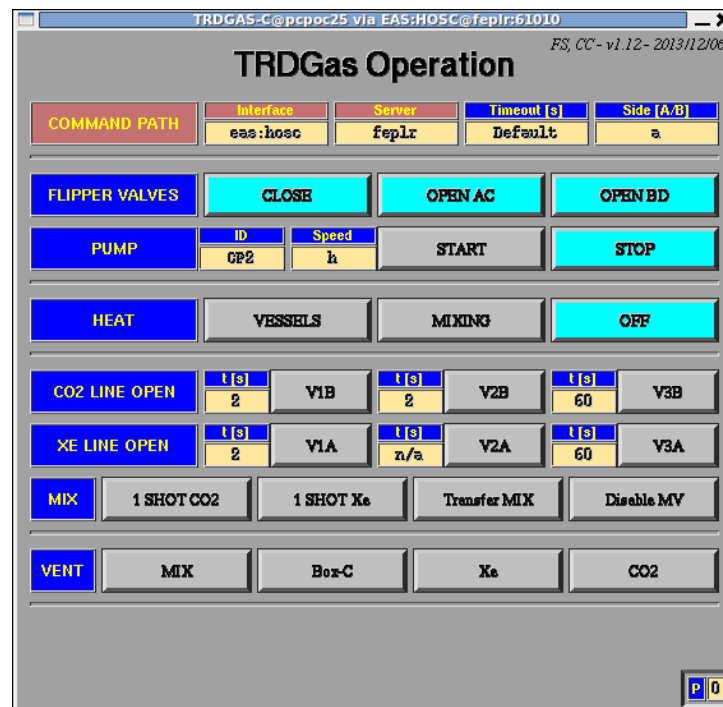 TRDGAS-C@pcpoc25 via EAS:HOSC@feplr:61010
FS, CC - v1.12 - 2013/12/06
TRDGas Operation
COMMAND PATH Interface Server Timeout [s] Side [A/B]
eas:hosc feplr Default a
FLIPPER VALVES CLOSE OPEN AC OPEN BD
PUMP ID Speed START STOP
CP2 h
HEAT VESSELS MIXING OFF
CO2 LINE OPEN t [s] V1B t [s] V2B t [s] V3B
2 2 60
XE LINE OPEN t [s] V1A t [s] V2A t [s] V3A
2 n/a 60
MIX 1 SHOT CO2 1 SHOT Xe Transfer MIX Disable MV
VENT MIX Box-C Xe CO2
P 0